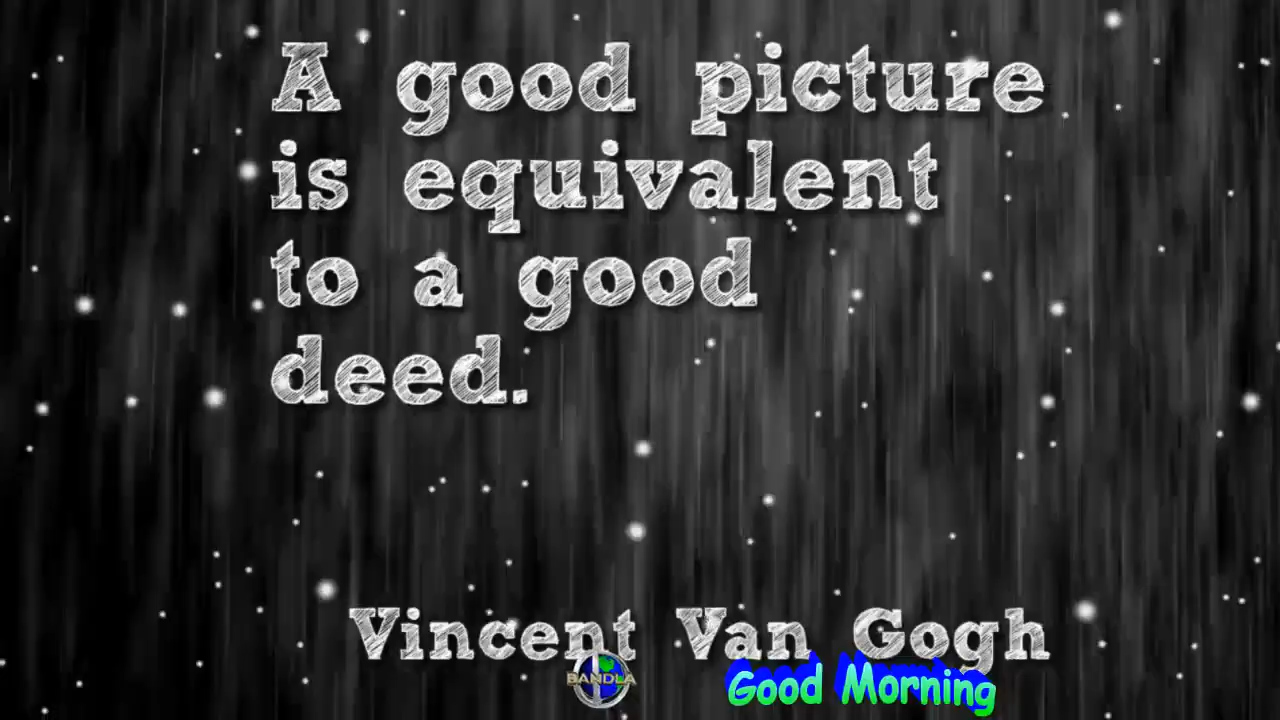 A good picture
is equivalent
to a good
deed.
Vincent Van Gogh
BANDLA
Good Morning